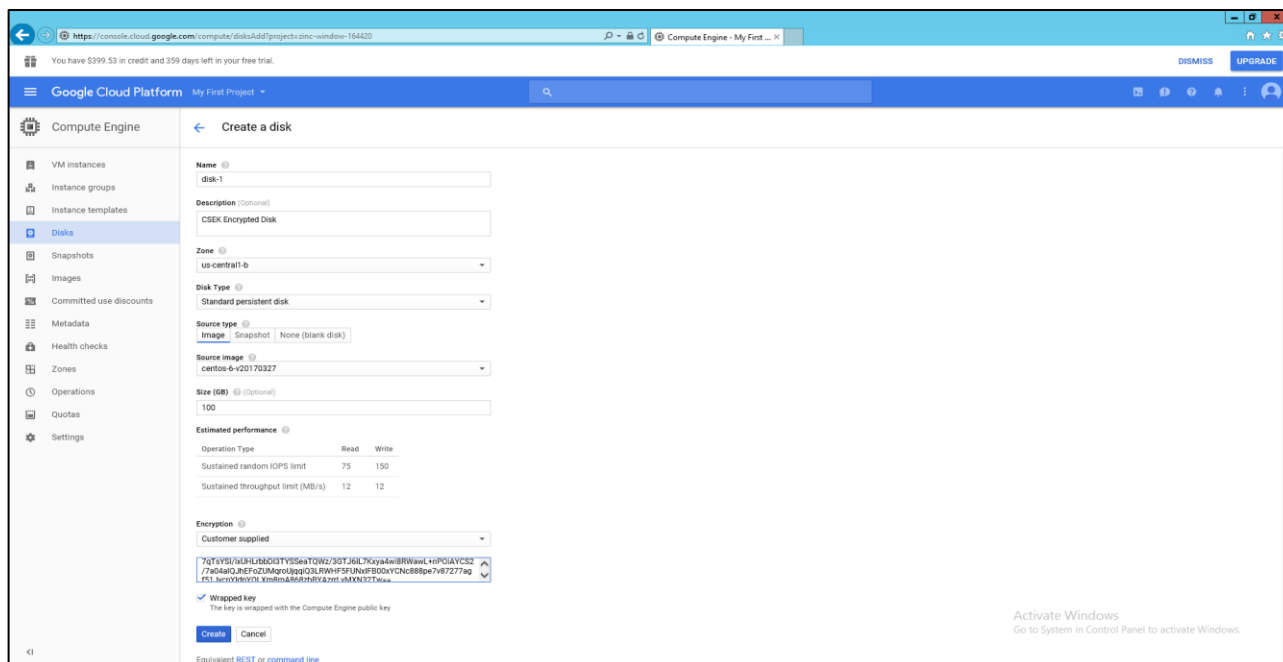 https://console.cloud.google.com/compute/disksAdd?project=zinc-window-164420
Compute Engine - My First ...
You have $399.53 in credit and 359 days left in your free trial.
DISMISS
UPGRADE
Google Cloud Platform My First Project
Compute Engine
Create a disk
VM instances
Instance groups
Instance templates
Disks
Snapshots
Images
Committed use discounts
Metadata
Health checks
Zones
Operations
Quotas
Settings
Name
disk-1
Description (Optional)
CSEK Encrypted Disk
Zone
us-central1-b
Disk Type
Standard persistent disk
Source type
Image Snapshot None (blank disk)
Source image
centos-6-v20170327
Size (GB) (Optional)
100
Estimated performance
Operation Type Read Write
Sustained random IOPS limit 75 150
Sustained throughput limit (MB/s) 12 12
Encryption
Customer supplied
Wrapped key
The key is wrapped with the Compute Engine public key
Create Cancel
Equivalent REST or command line
Activate Windows
Go to System in Control Panel to activate Windows.